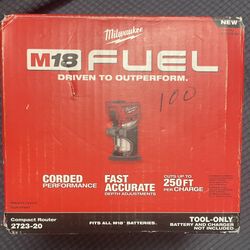 Milwaukee
NEW
M18 FUEL
DRIVEN TO OUTPERFORM.
100
CORDED
PERFORMANCE
FAST
ACCURATE
DEPTH ADJUSTMENTS
CUTS UP TO
250FT
PER CHARGE
Compact Router
2723-20
FITS ALL M18 BATTERIES.
TOOL-ONLY
BATTERY AND CHARGER
NOT INCLUDED